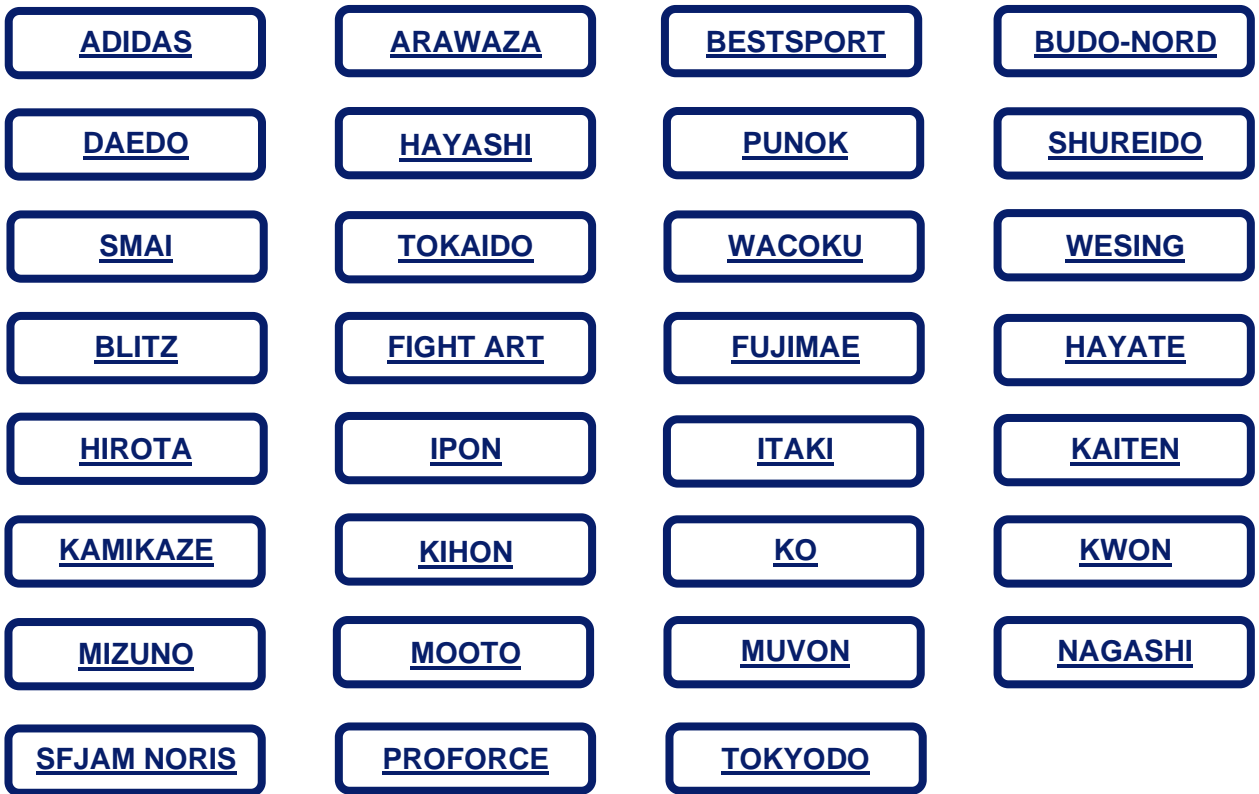 ADIDAS ARAWAZA BESTSPORT BUDO-NORD
DAEDO HAYASHI PUNOK SHUREIDO
SMAI TOKAIDO WACOKU WESING
BLITZ FIGHT ART FUJIMAE HAYATE
HIROTA IPON ITAKI KAITEN
KAMIKAZE KIHON KO KWON
MIZUNO MOOTO MUVON NAGASHI
SFJAM NORIS PROFORCE TOKYODO